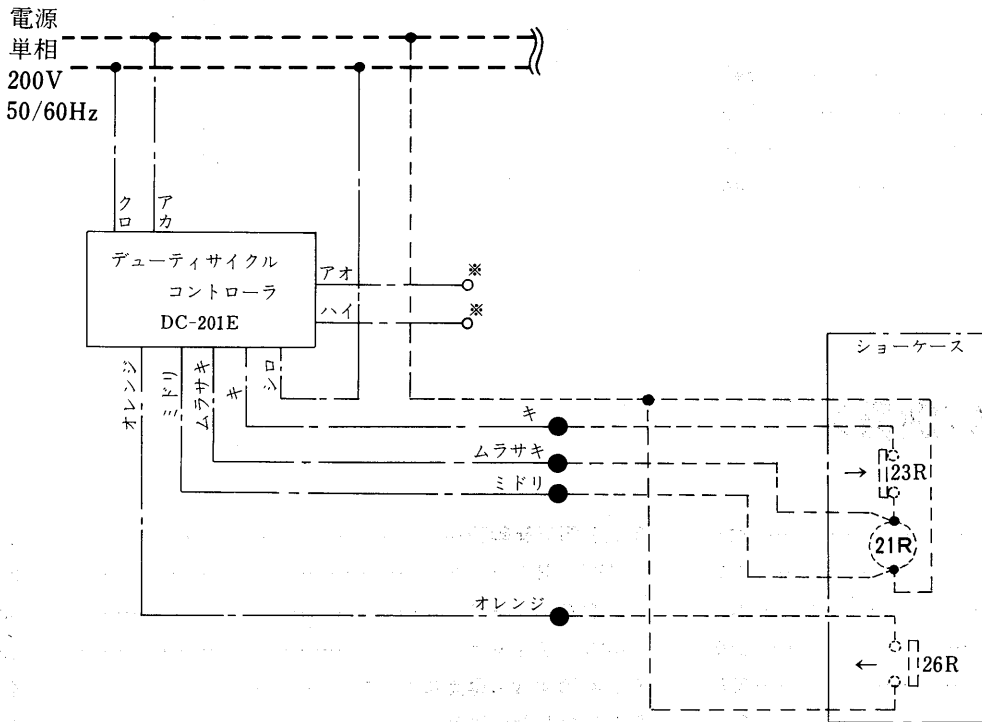 電源
単相
200V
50/60Hz
クロ
アカ
デューティサイクル
コントローラ
DC-201E
アオ
※
ハイ
※
オレンジ
ミドリ
ムラサキ
キ
シロ
ショーケース
キ
ムラサキ
ミドリ
オレンジ
→
23R
21R
←
26R